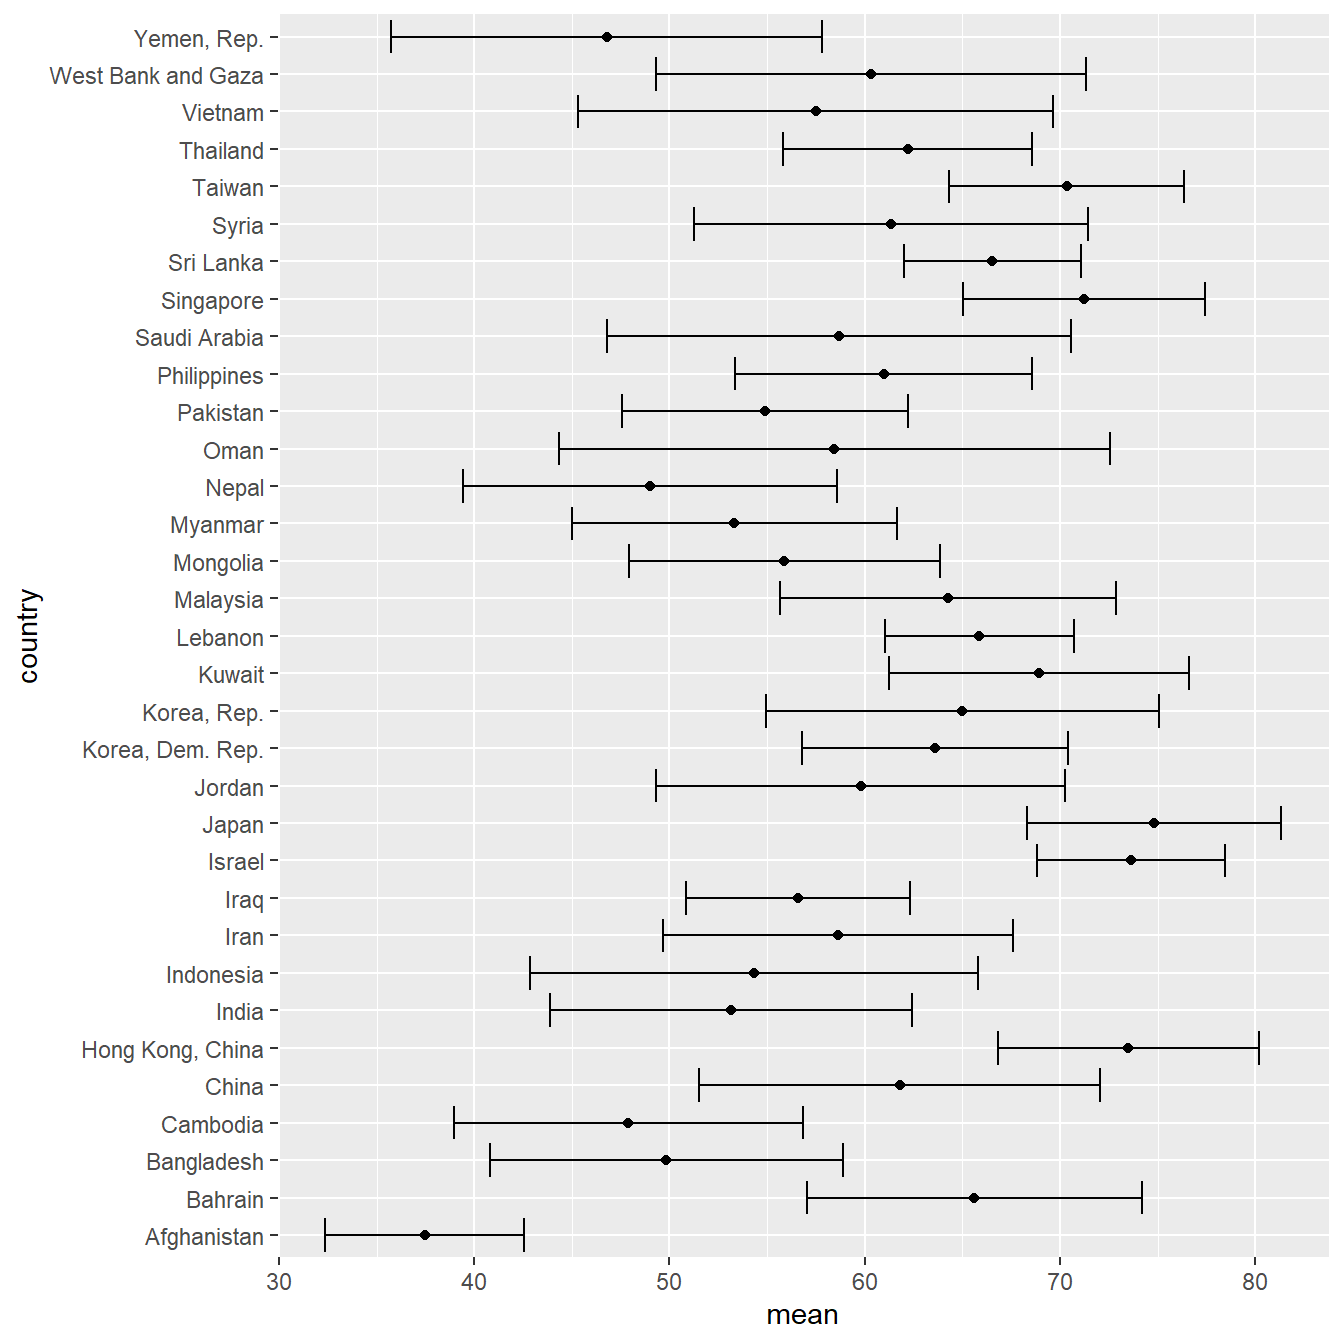 Yemen, Rep.
West Bank and Gaza
Vietnam
Thailand
Taiwan
Syria
Sri Lanka
Singapore
Saudi Arabia
Philippines
Pakistan
Oman
Nepal
Myanmar
Mongolia
Malaysia
Lebanon
Kuwait
Korea, Rep.
Korea, Dem. Rep.
Jordan
Japan
Israel
Iraq
Iran
Indonesia
India
Hong Kong, China
China
Cambodia
Bangladesh
Bahrain
Afghanistan
country
30 40 50 60 70 80
mean